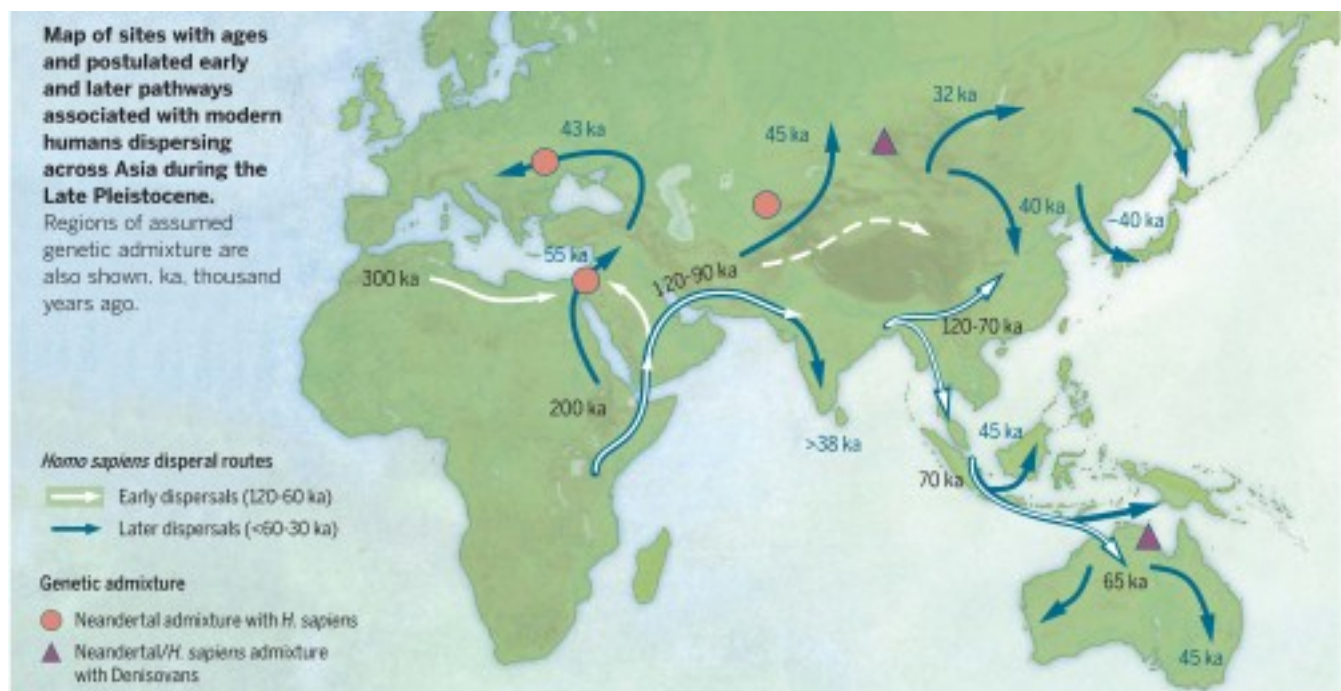 Map of sites with ages
and postulated early
and later pathways
associated with modern
humans dispersing
across Asia during the
Late Pleistocene.
Regions of assumed
genetic admixture are
also shown. ka, thousand
years ago.
32 ka
43 ka
45 ka
40 ka
~40 ka
55 ka
300 ka
120-90 ka
120-70 ka
200 ka
>38 ka
45 ka
70 ka
65 ka
45 ka
Homo sapiens disperal routes
Early dispersals (120-60 ka)
Later dispersals (<60-30 ka)
Genetic admixture
Neandertal admixture with H. sapiens
Neandertal/H. sapiens admixture
with Denisovans